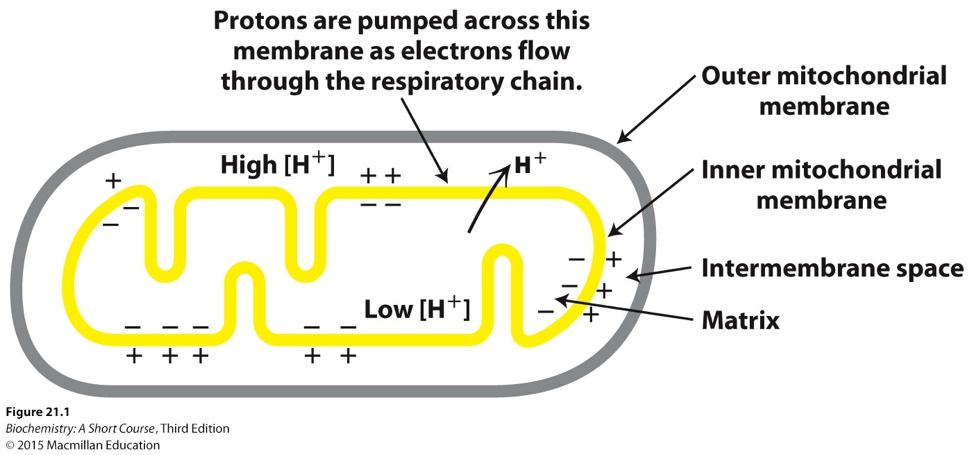 Protons are pumped across this
membrane as electrons flow
through the respiratory chain.
Outer mitochondrial
membrane
High [H⁺]
H⁺
+
+ +
Inner mitochondrial
membrane
−
− −
−
− +
Intermembrane space
− +
Low [H⁺]
− +
Matrix
− − − − −
+ + + + +
Figure 21.1
Biochemistry: A Short Course, Third Edition
© 2015 Macmillan Education